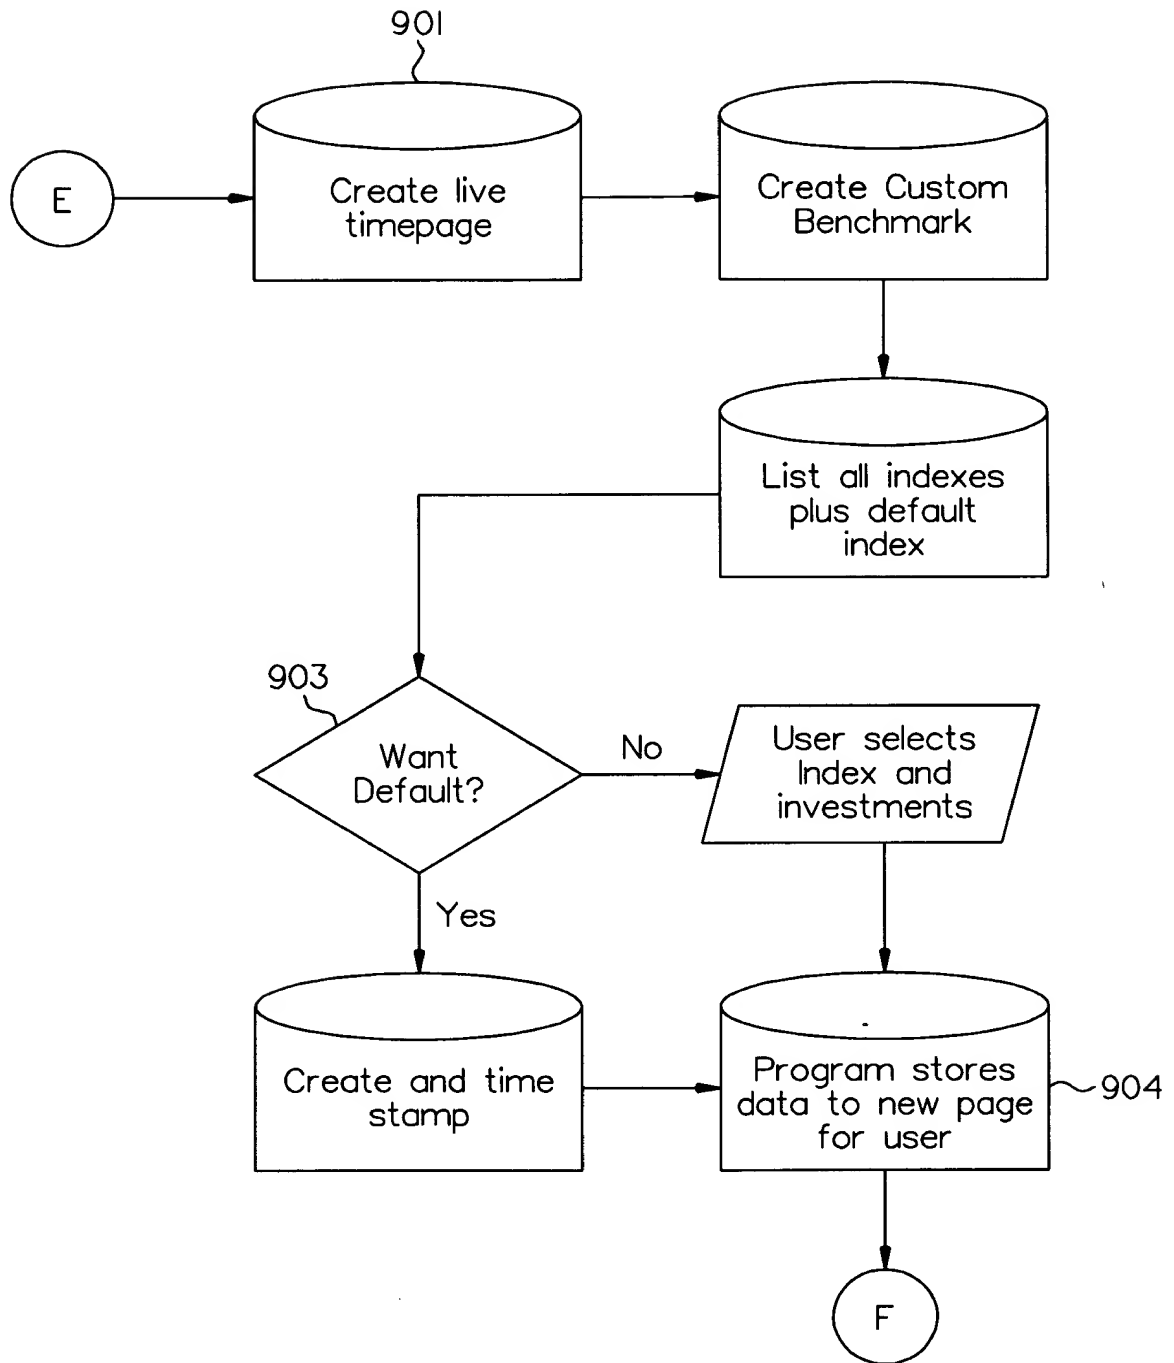 901
E
Create live
timepage
Create Custom
Benchmark
List all indexes
plus default
index
903
Want
Default?
No
User selects
Index and
investments
Yes
Create and time
stamp
Program stores
data to new page
for user
904
F